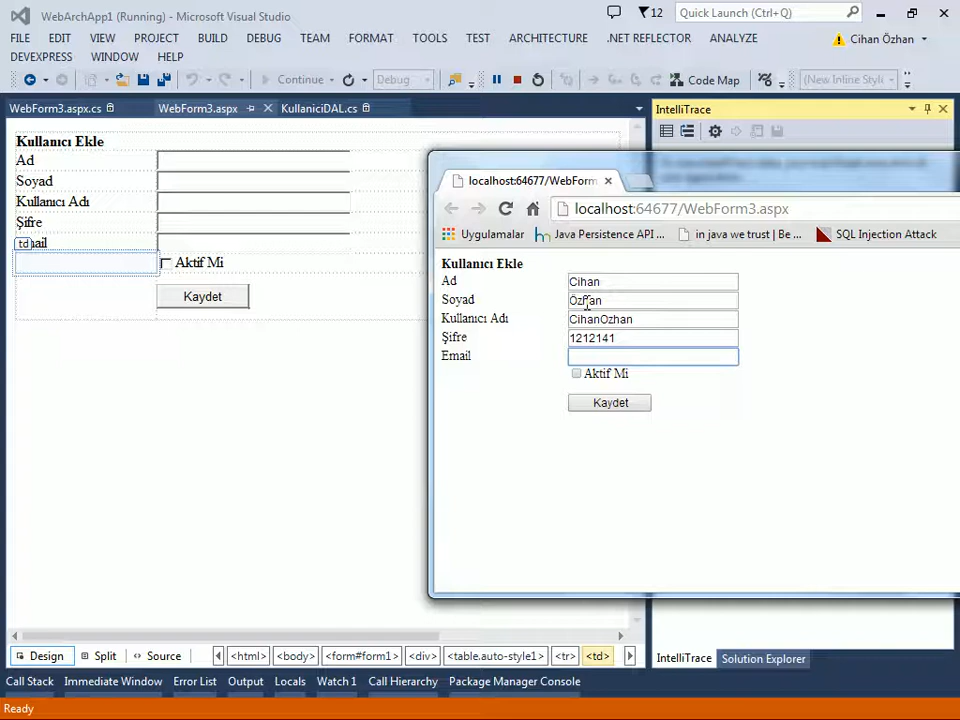 WebArchApp1 (Running) - Microsoft Visual Studio
12
Quick Launch (Ctrl+Q)
FILE EDIT VIEW PROJECT BUILD DEBUG TEAM FORMAT TOOLS TEST ARCHITECTURE .NET REFLECTOR ANALYZE
Cihan Özhan
DEVEXPRESS WINDOW HELP
Continue Debug Code Map (New Inline Styl
WebForm3.aspx.cs WebForm3.aspx KullaniciDAL.cs
IntelliTrace
Kullanıcı Ekle
Ad
Soyad
Kullanıcı Adı
Şifre
td
Aktif Mi
Kaydet
localhost:64677/WebForm
localhost:64677/WebForm3.aspx
Uygulamalar Java Persistence API ... in java we trust | Be ... SQL Injection Attack
Kullanıcı Ekle
Ad Cihan
Soyad Özhan
Kullanıcı Adı CihanOzhan
Şifre 1212141
Email
Aktif Mi
Kaydet
Design Split Source <html> <body> <form#form1> <div> <table.auto-style1> <tr> <td>
IntelliTrace Solution Explorer
Call Stack Immediate Window Error List Output Locals Watch 1 Call Hierarchy Package Manager Console
Ready